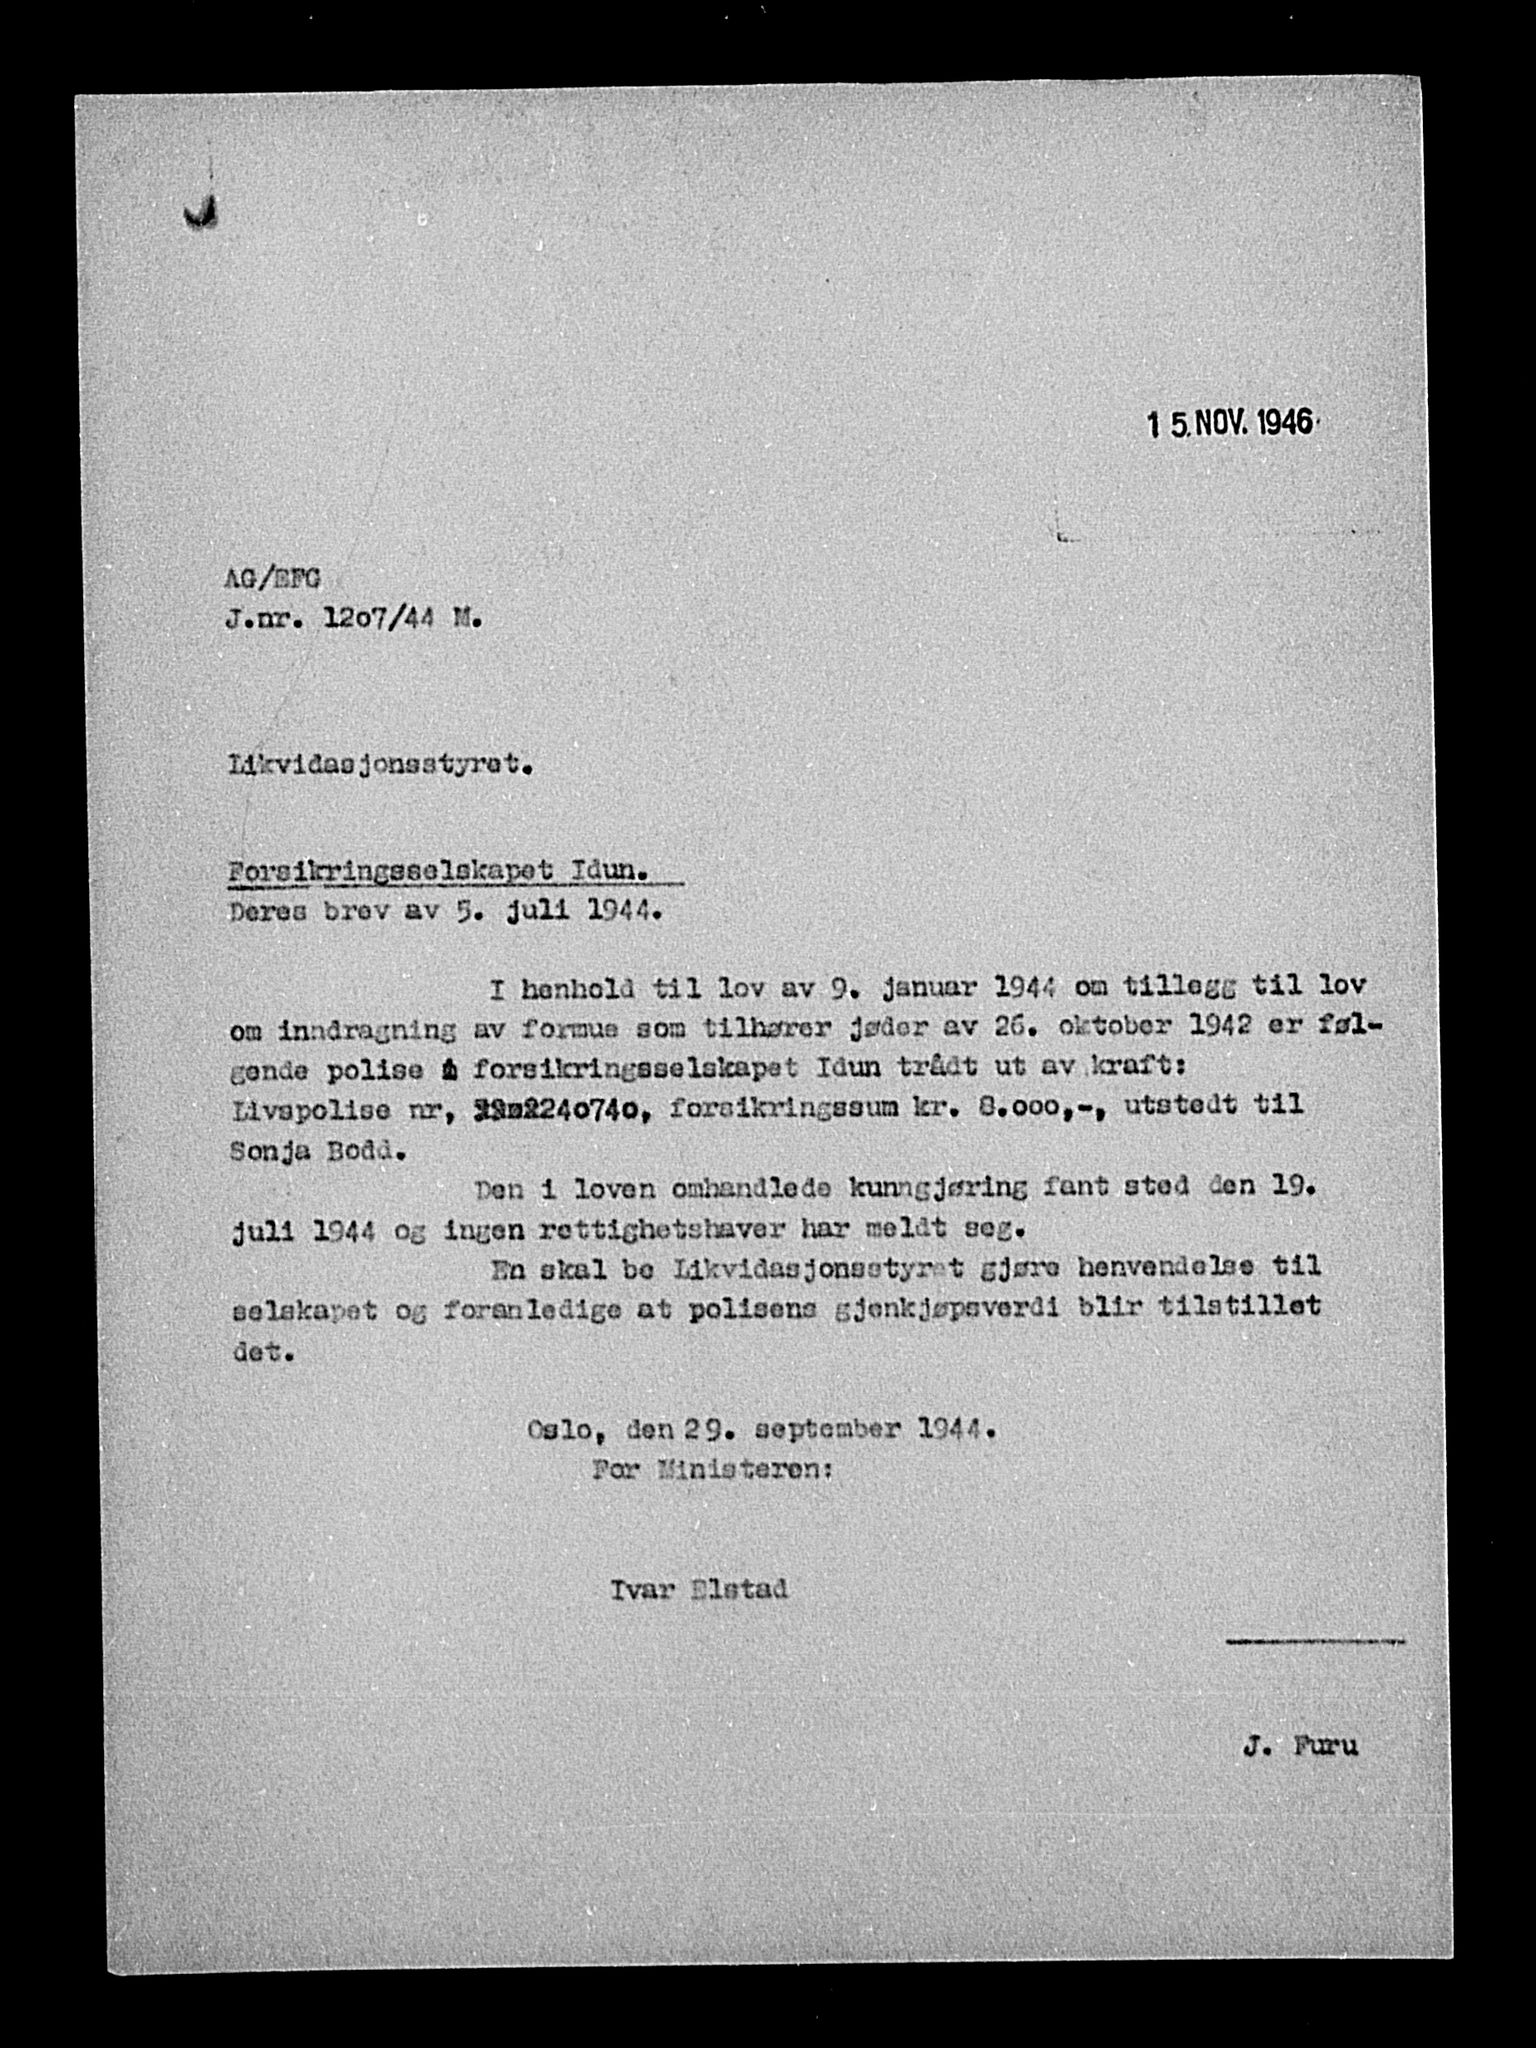 15. NOV. 1946
AG/EFG
J.nr. 12o7/44 M.
Likvidasjonsstyret.
Forsikringsselskapet Idun.
Deres brev av 5. juli 1944.
I henhold til lov av 9. januar 1944 om tillegg til lov
om inndragning av formue som tilhører jøder av 26. oktober 1942 er føl-
gende polise i forsikringsselskapet Idun trådt ut av kraft:
Livspolise nr, 24o74o, forsikringssum kr. 8.ooo,-, utstedt til
Sonja Bodd.
Den i loven omhandlede kunngjøring fant sted den 19.
juli 1944 og ingen rettighetshaver har meldt seg.
En skal be Likvidasjonsstyret gjøre henvendelse til
selskapet og foranledige at polisens gjenkjøpsverdi blir tilstillet
det.
Oslo, den 29. september 1944.
For Ministeren:
Ivar Elstad
J. Furu